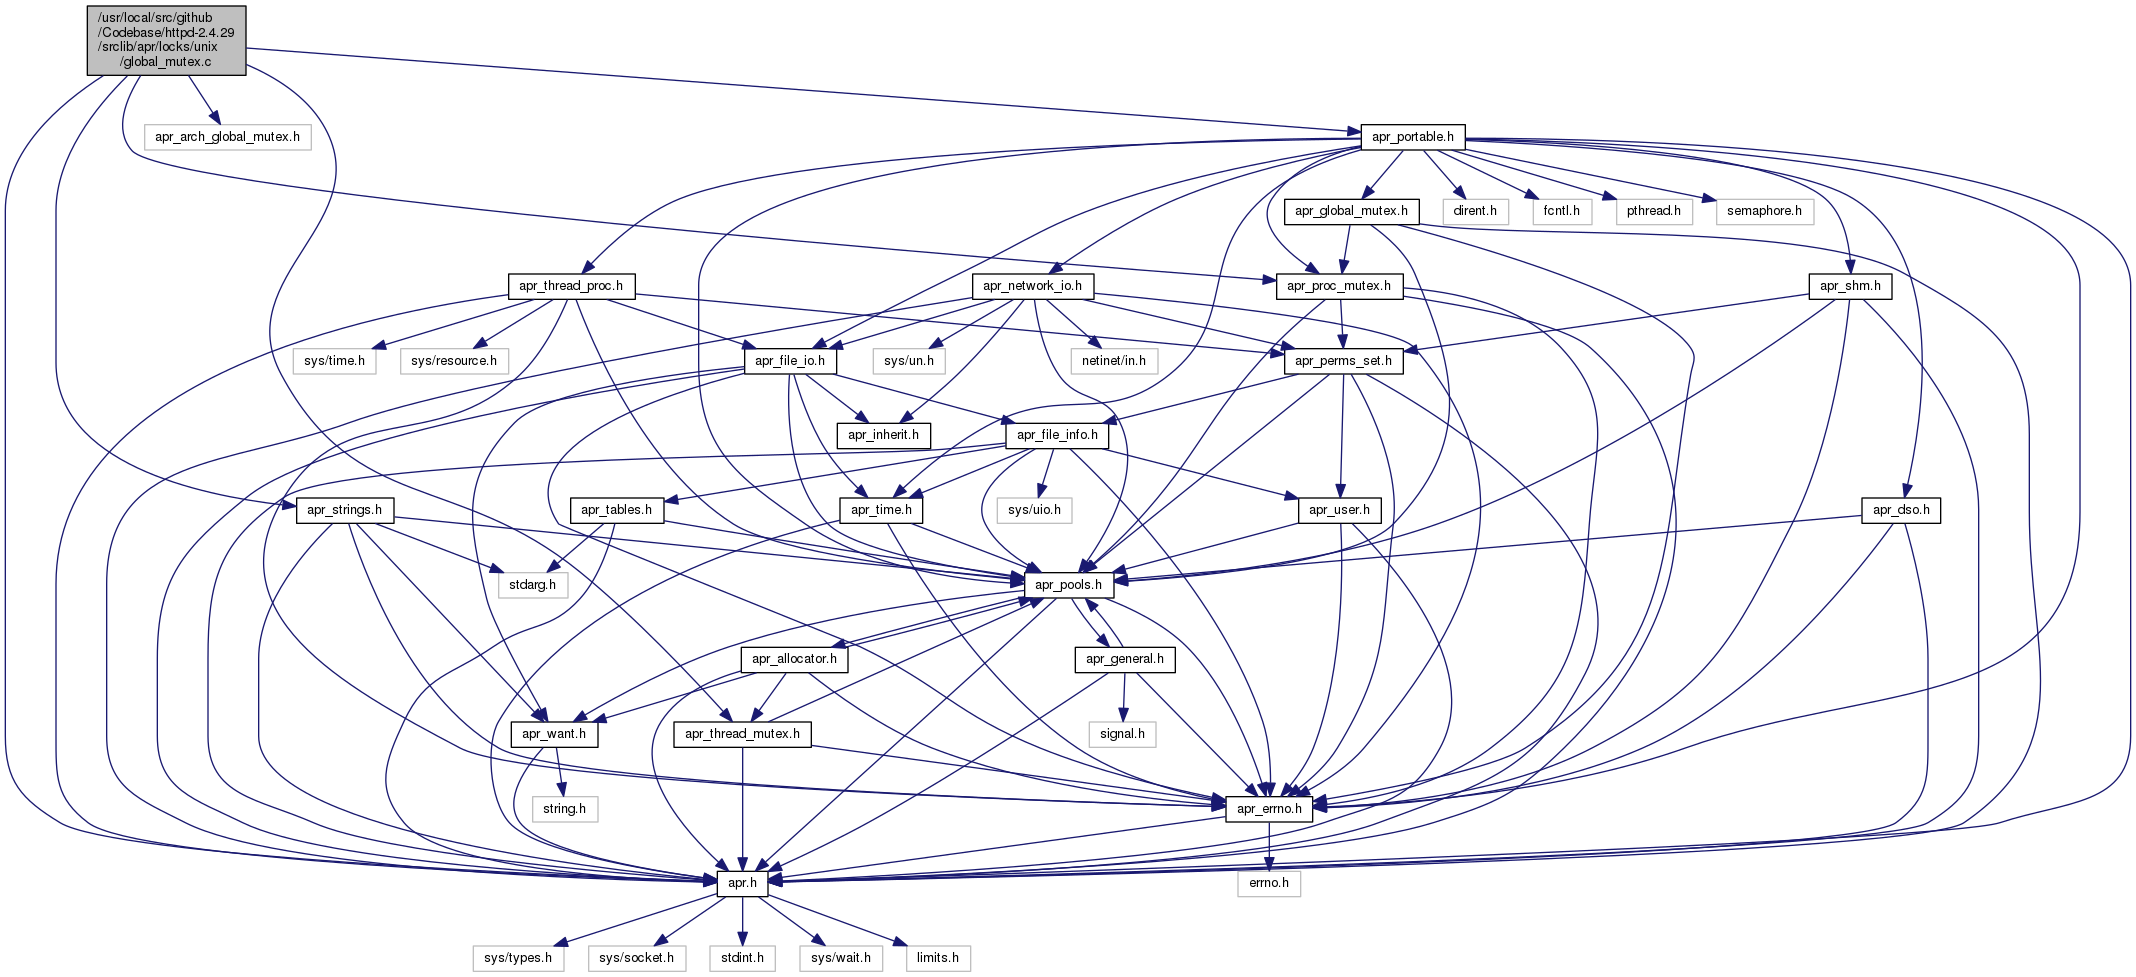 /usr/local/src/github
/Codebase/httpd-2.4.29
/srclib/apr/locks/unix
/global_mutex.c
apr_arch_global_mutex.h
apr_portable.h
apr_global_mutex.h
dirent.h
fcntl.h
pthread.h
semaphore.h
apr_thread_proc.h
apr_network_io.h
apr_proc_mutex.h
apr_shm.h
sys/time.h
sys/resource.h
apr_file_io.h
sys/un.h
netinet/in.h
apr_perms_set.h
apr_inherit.h
apr_file_info.h
apr_strings.h
apr_tables.h
apr_time.h
sys/uio.h
apr_user.h
apr_dso.h
stdarg.h
apr_pools.h
apr_allocator.h
apr_general.h
apr_want.h
apr_thread_mutex.h
signal.h
string.h
apr_errno.h
apr.h
errno.h
sys/types.h
sys/socket.h
stdint.h
sys/wait.h
limits.h